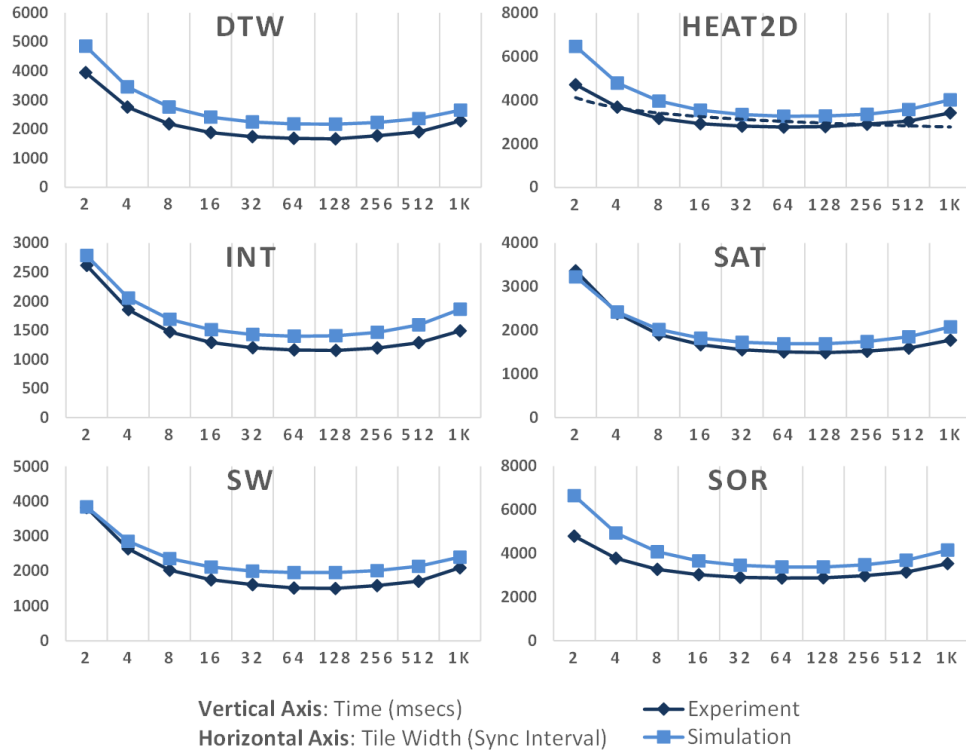 DTW
6000
5000
4000
3000
2000
1000
0
2 4 8 16 32 64 128 256 512 1K
HEAT2D
8000
6000
4000
2000
0
2 4 8 16 32 64 128 256 512 1K
INT
3000
2500
2000
1500
1000
500
0
2 4 8 16 32 64 128 256 512 1K
SAT
4000
3000
2000
1000
0
2 4 8 16 32 64 128 256 512 1K
SW
5000
4000
3000
2000
1000
0
2 4 8 16 32 64 128 256 512 1K
SOR
8000
6000
4000
2000
0
2 4 8 16 32 64 128 256 512 1K
Vertical Axis: Time (msecs)
Horizontal Axis: Tile Width (Sync Interval)
Experiment
Simulation